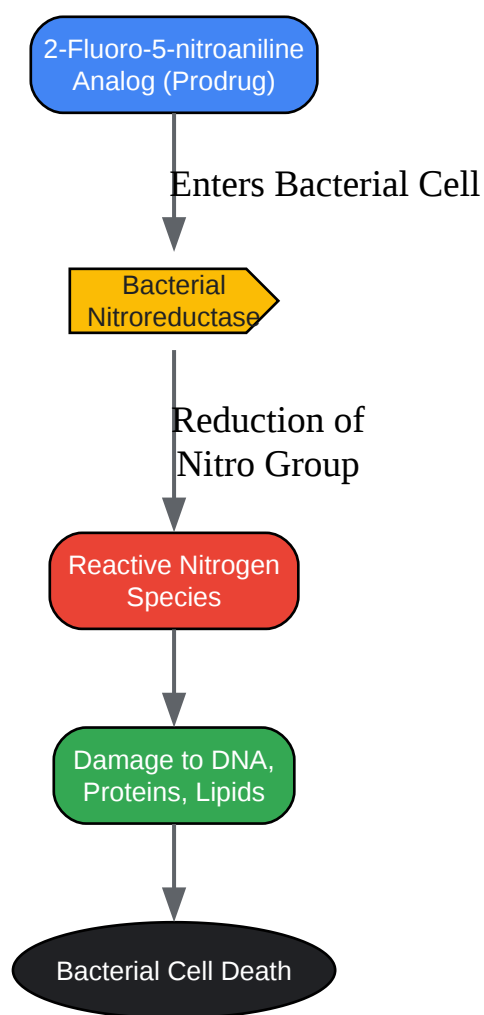 2-Fluoro-5-nitroaniline
Analog (Prodrug)
Enters Bacterial Cell
Bacterial
Nitroreductase
Reduction of
Nitro Group
Reactive Nitrogen
Species
Damage to DNA,
Proteins, Lipids
Bacterial Cell Death